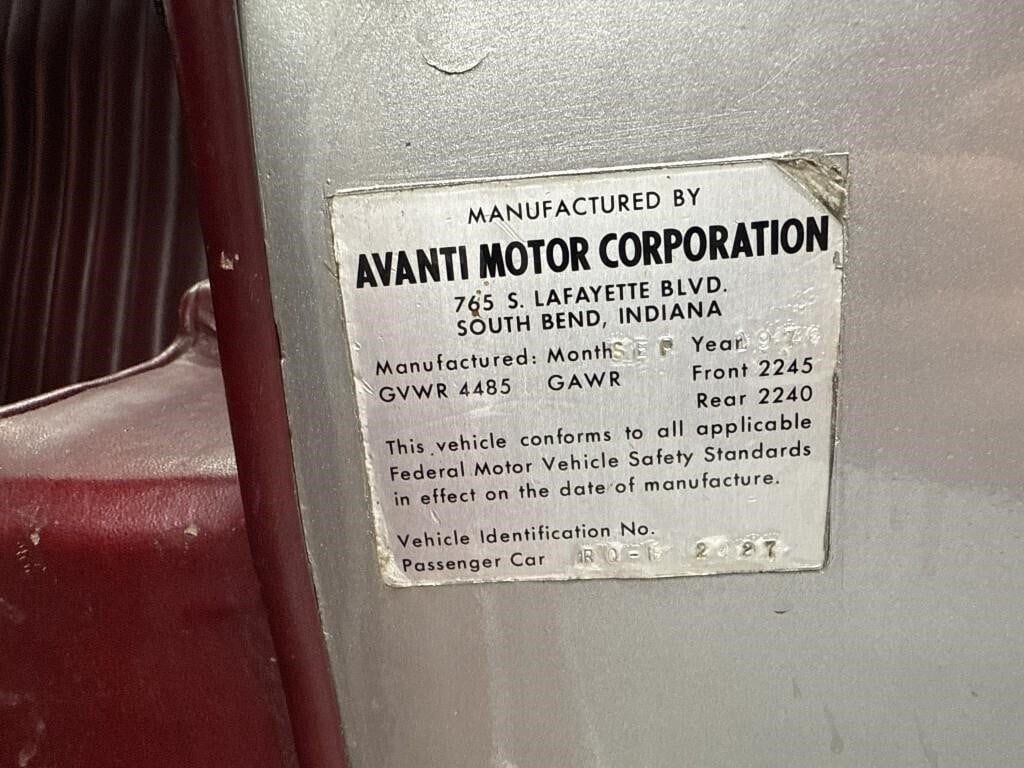 MANUFACTURED BY
AVANTI MOTOR CORPORATION
765 S. LAFAYETTE BLVD.
SOUTH BEND, INDIANA
Manufactured: Month SEP Year
GVWR 4485 GAWR Front 2245
Rear 2240
This vehicle conforms to all applicable
Federal Motor Vehicle Safety Standards
in effect on the date of manufacture.
Vehicle Identification No.
Passenger Car